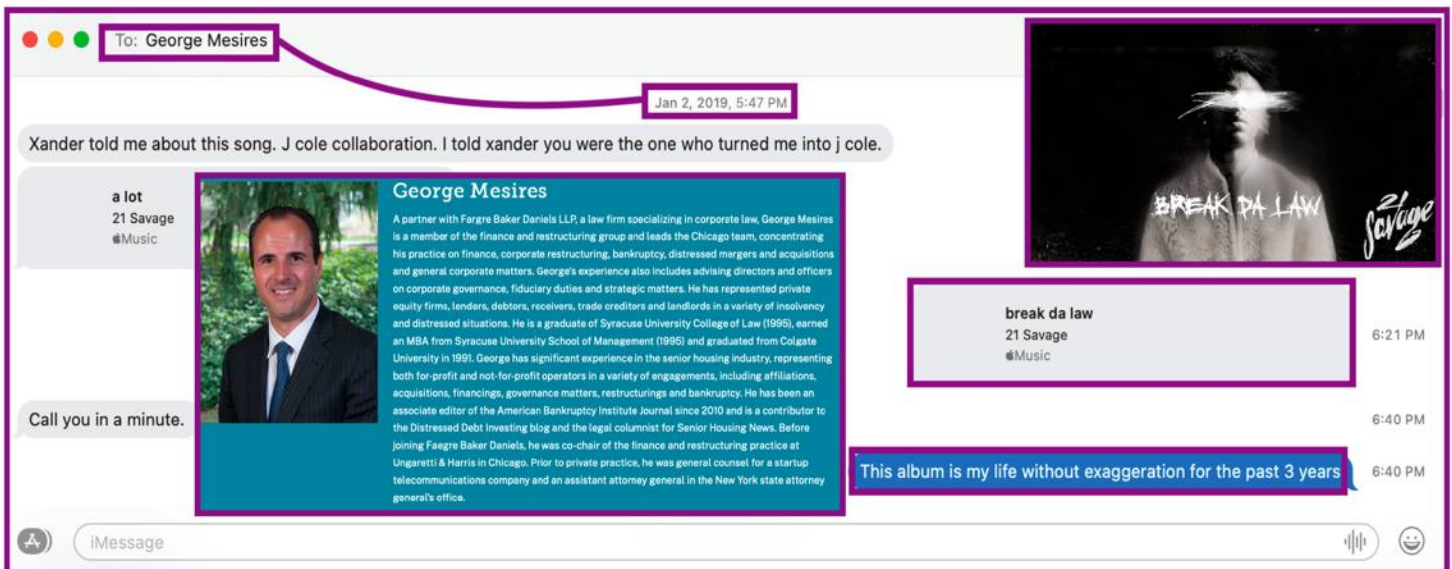 To: George Mesires
Jan 2, 2019, 5:47 PM
Xander told me about this song. J cole collaboration. I told xander you were the one who turned me into j cole.
a lot
21 Savage
Music
George Mesires
A partner with Fargre Baker Daniels LLP, a law firm specializing in corporate law, George Mesires
is a member of the finance and restructuring group and leads the Chicago team, concentrating
his practice on finance, corporate restructuring, bankruptcy, distressed mergers and acquisitions
and general corporate matters. George's experience also includes advising directors and officers
on corporate governance, fiduciary duties and strategic matters. He has represented private
equity firms, lenders, debtors, receivers, trade creditors and landlords in a variety of insolvency
and distressed situations. He is a graduate of Syracuse University College of Law (1995), earned
an MBA from Syracuse University School of Management (1995) and graduated from Colgate
University in 1991. George has significant experience in the senior housing industry, representing
both for-profit and not-for-profit operators in a variety of engagements, including affiliations,
acquisitions, financings, governance matters, restructurings and bankruptcy. He has been an
associate editor of the American Bankruptcy Institute Journal since 2010 and is a contributor to
the Distressed Debt Investing blog and the legal columnist for Senior Housing News. Before
joining Faegre Baker Daniels, he was co-chair of the finance and restructuring practice at
Ungaretti & Harris in Chicago. Prior to private practice, he was general counsel for a startup
telecommunications company and an assistant attorney general in the New York state attorney
general's office.
BREAK DA LAW
21 Savage
break da law
21 Savage
Music
6:21 PM
Call you in a minute.
6:40 PM
This album is my life without exaggeration for the past 3 years
6:40 PM
iMessage